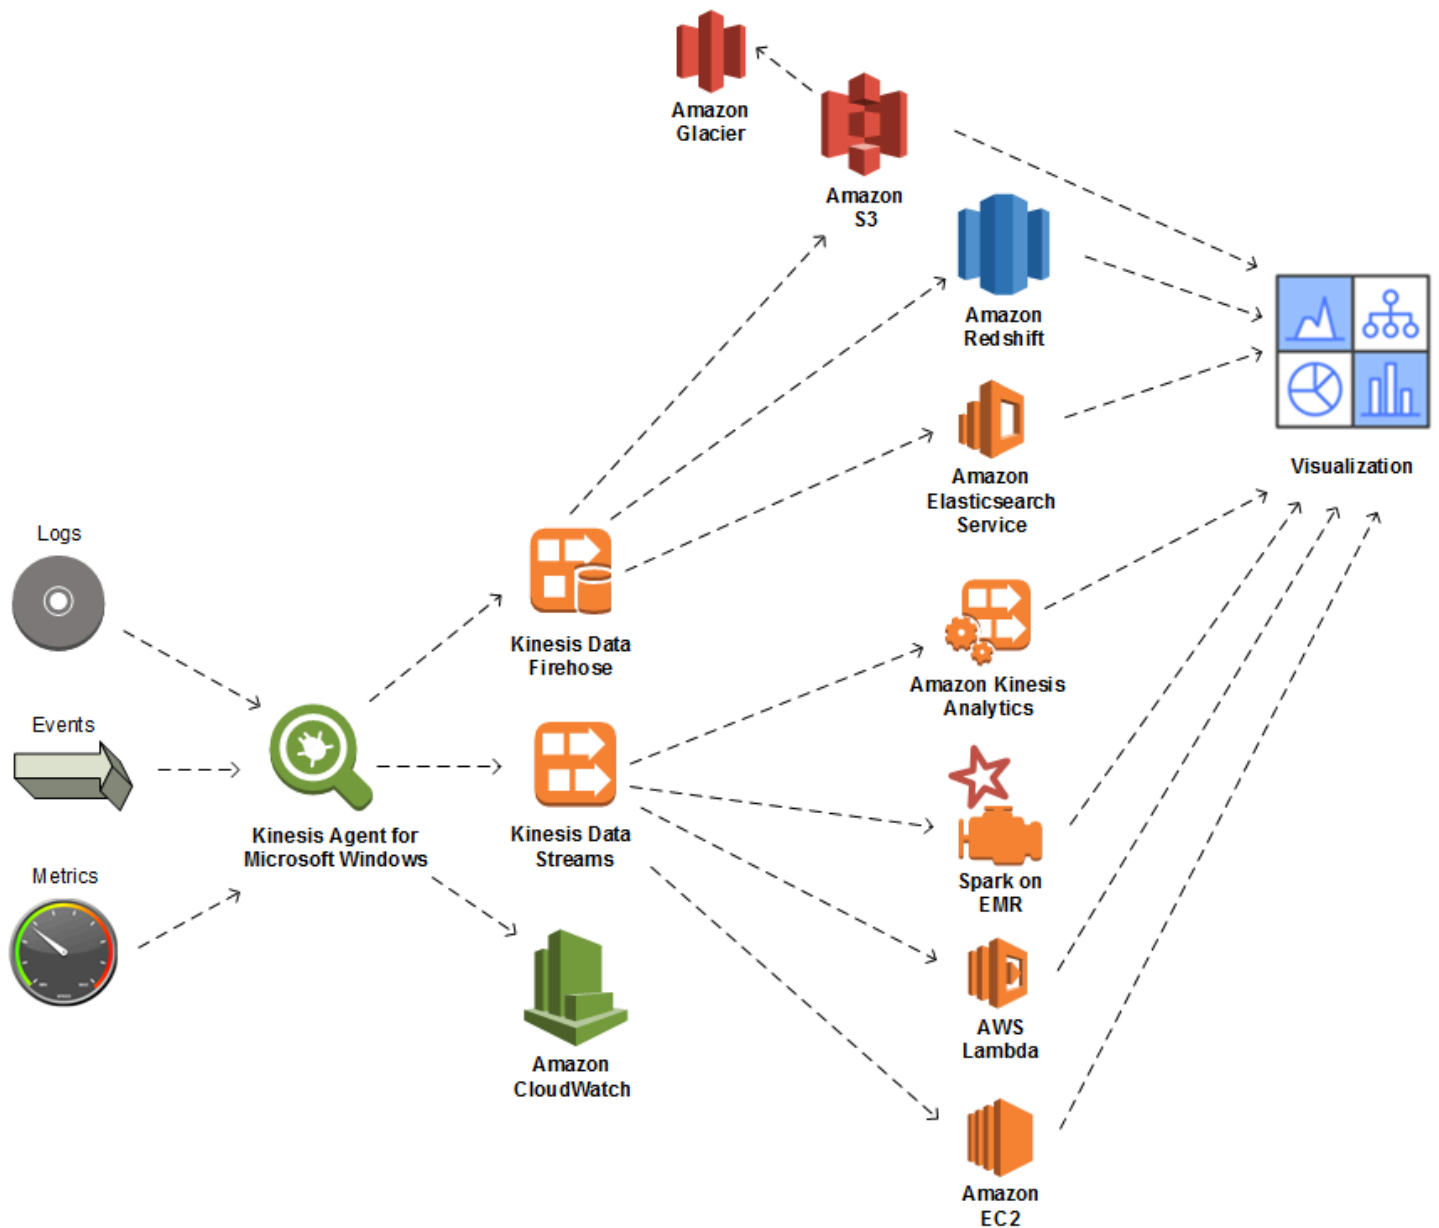 Amazon
Glacier
Amazon
S3
Amazon
Redshift
Amazon
Elasticsearch
Service
Visualization
Logs
Kinesis Data
Firehose
Amazon Kinesis
Analytics
Events
Kinesis Agent for
Microsoft Windows
Kinesis Data
Streams
Metrics
Spark on
EMR
AWS
Lambda
Amazon
CloudWatch
Amazon
EC2